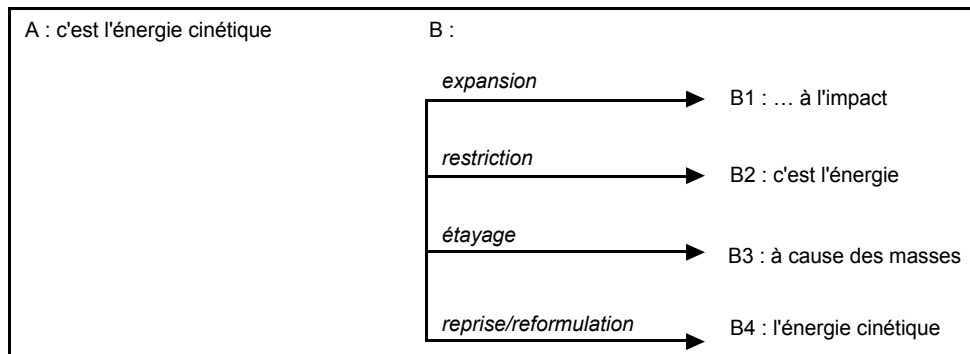 A : c'est l'énergie cinétique B :
expansion
B1 : … à l'impact
restriction
B2 : c'est l'énergie
étayage
B3 : à cause des masses
reprise/reformulation
B4 : l'énergie cinétique